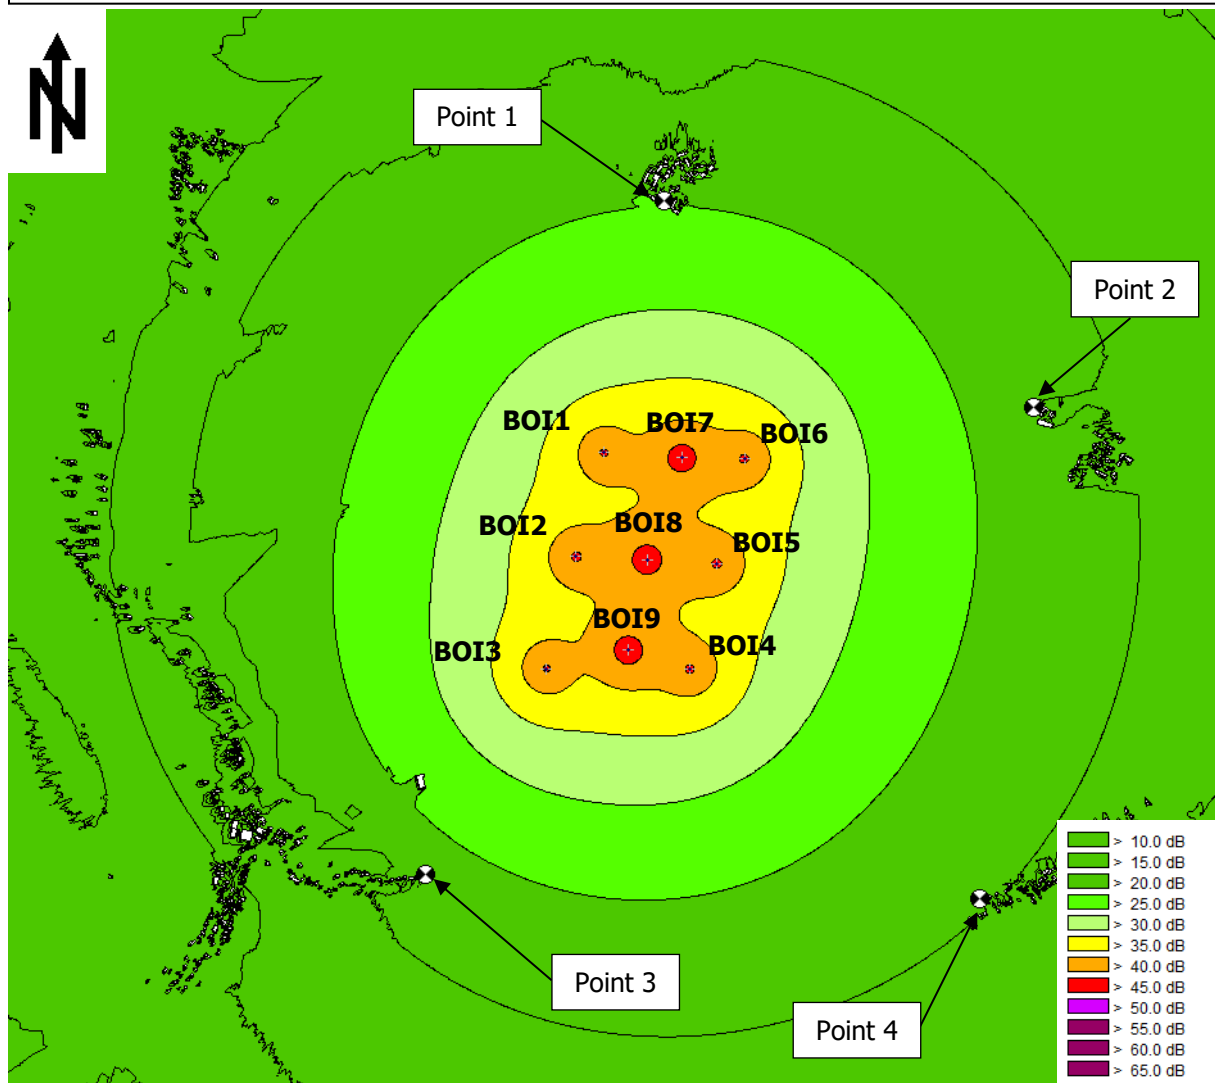 N
Point 1
Point 2
BOI1
BOI7
BOI6
BOI2
BOI8
BOI5
BOI9
BOI3
BOI4
Point 3
Point 4
> 10.0 dB
> 15.0 dB
> 20.0 dB
> 25.0 dB
> 30.0 dB
> 35.0 dB
> 40.0 dB
> 45.0 dB
> 50.0 dB
> 55.0 dB
> 60.0 dB
> 65.0 dB